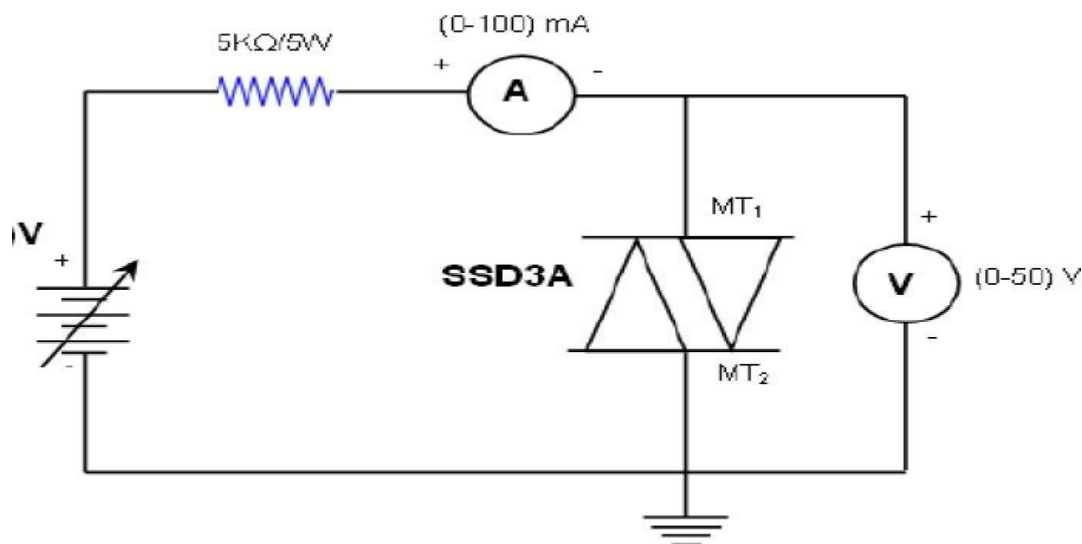 (0-100) mA
5KΩ/5W
+ -
A
MT₁
)V
+
+
SSD3A
V
(0-50) V
-
-
MT₂